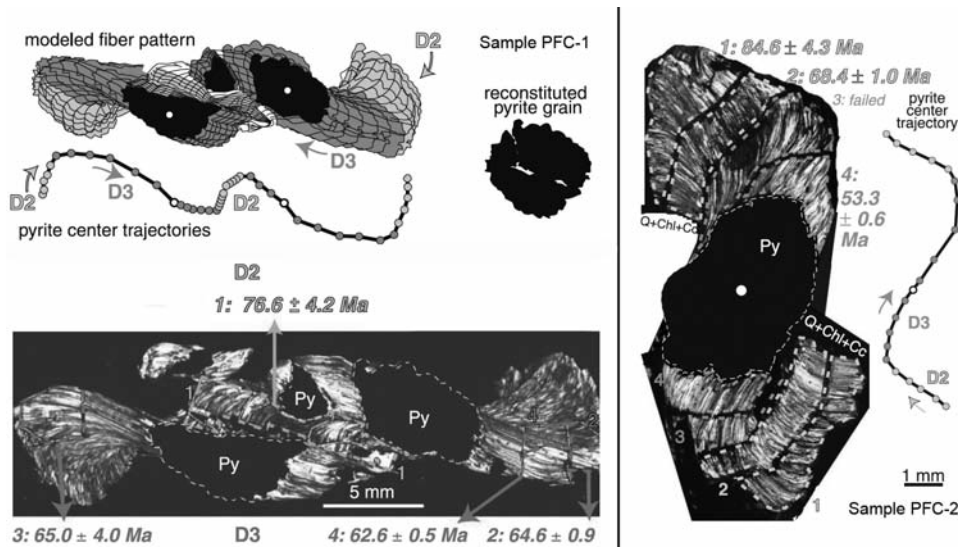 modeled fiber pattern
D2
Sample PFC-1
reconstituted
pyrite grain
D3
D2
D3
D2
pyrite center trajectories
D2
1: 76.6 ± 4.2 Ma
1
Py
Py
Py
1
4
2
5 mm
3: 65.0 ± 4.0 Ma
D3
4: 62.6 ± 0.5 Ma
2: 64.6 ± 0.9
1: 84.6 ± 4.3 Ma
2: 68.4 ± 1.0 Ma
3: failed
pyrite
center
trajectory
4:
53.3
± 0.6
Ma
Q+Chl+Cc
Py
Q+Chl+Cc
D3
D2
4
3
2
1
1 mm
Sample PFC-2